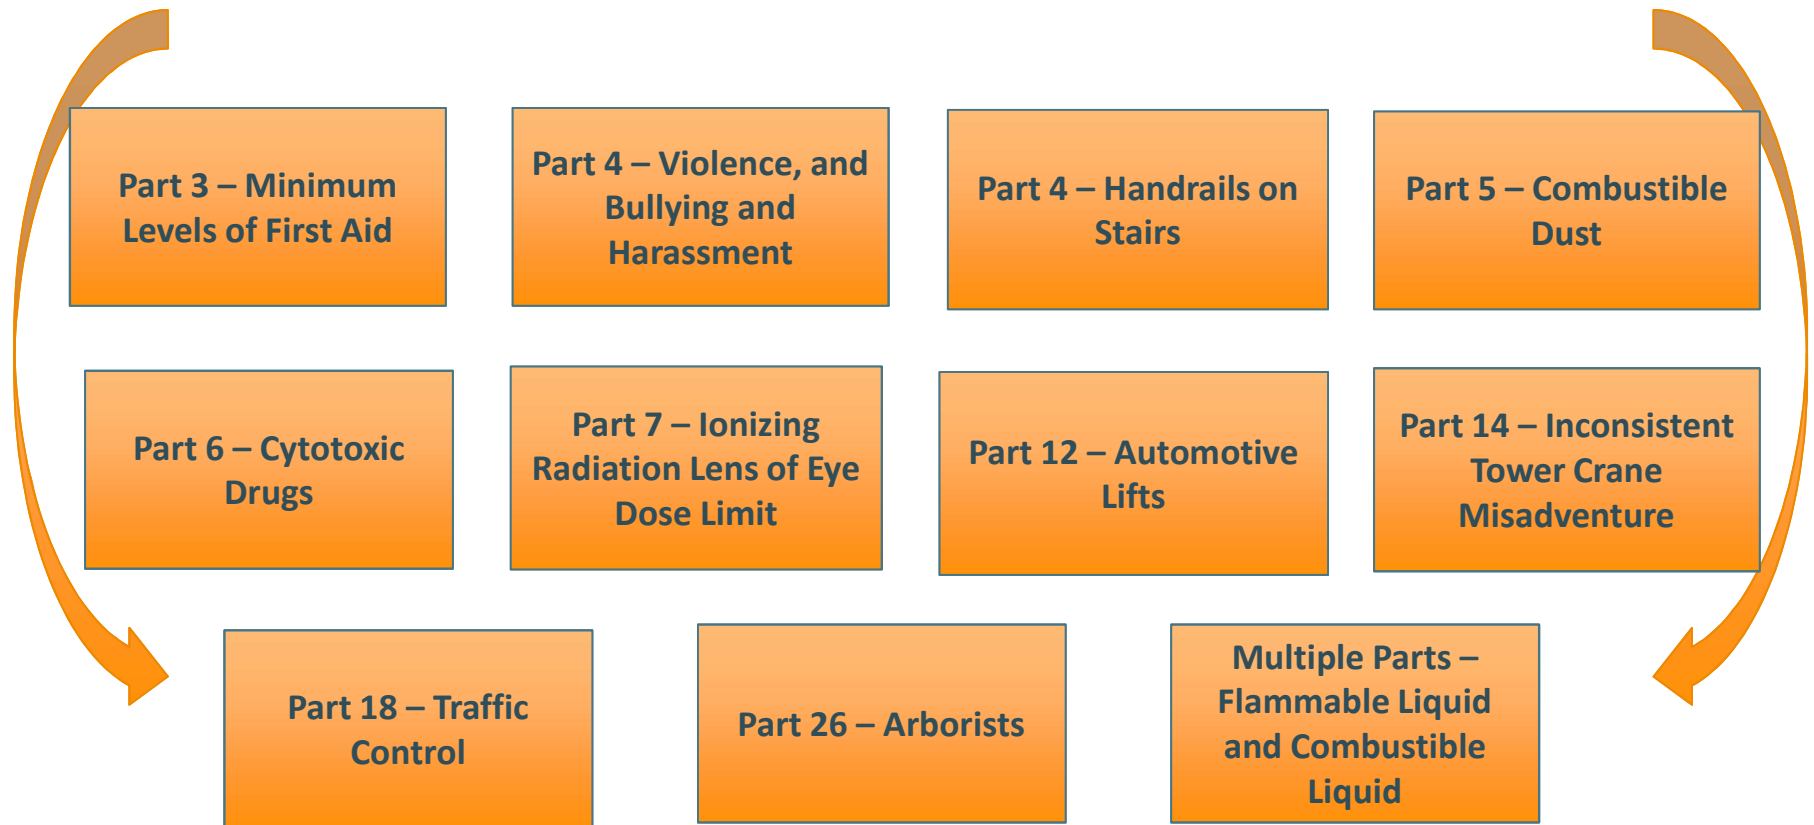 Part 3 – Minimum
Levels of First Aid
Part 4 – Violence, and
Bullying and
Harassment
Part 4 – Handrails on
Stairs
Part 5 – Combustible
Dust
Part 6 – Cytotoxic
Drugs
Part 7 – Ionizing
Radiation Lens of Eye
Dose Limit
Part 12 – Automotive
Lifts
Part 14 – Inconsistent
Tower Crane
Misadventure
Part 18 – Traffic
Control
Part 26 – Arborists
Multiple Parts –
Flammable Liquid
and Combustible
Liquid